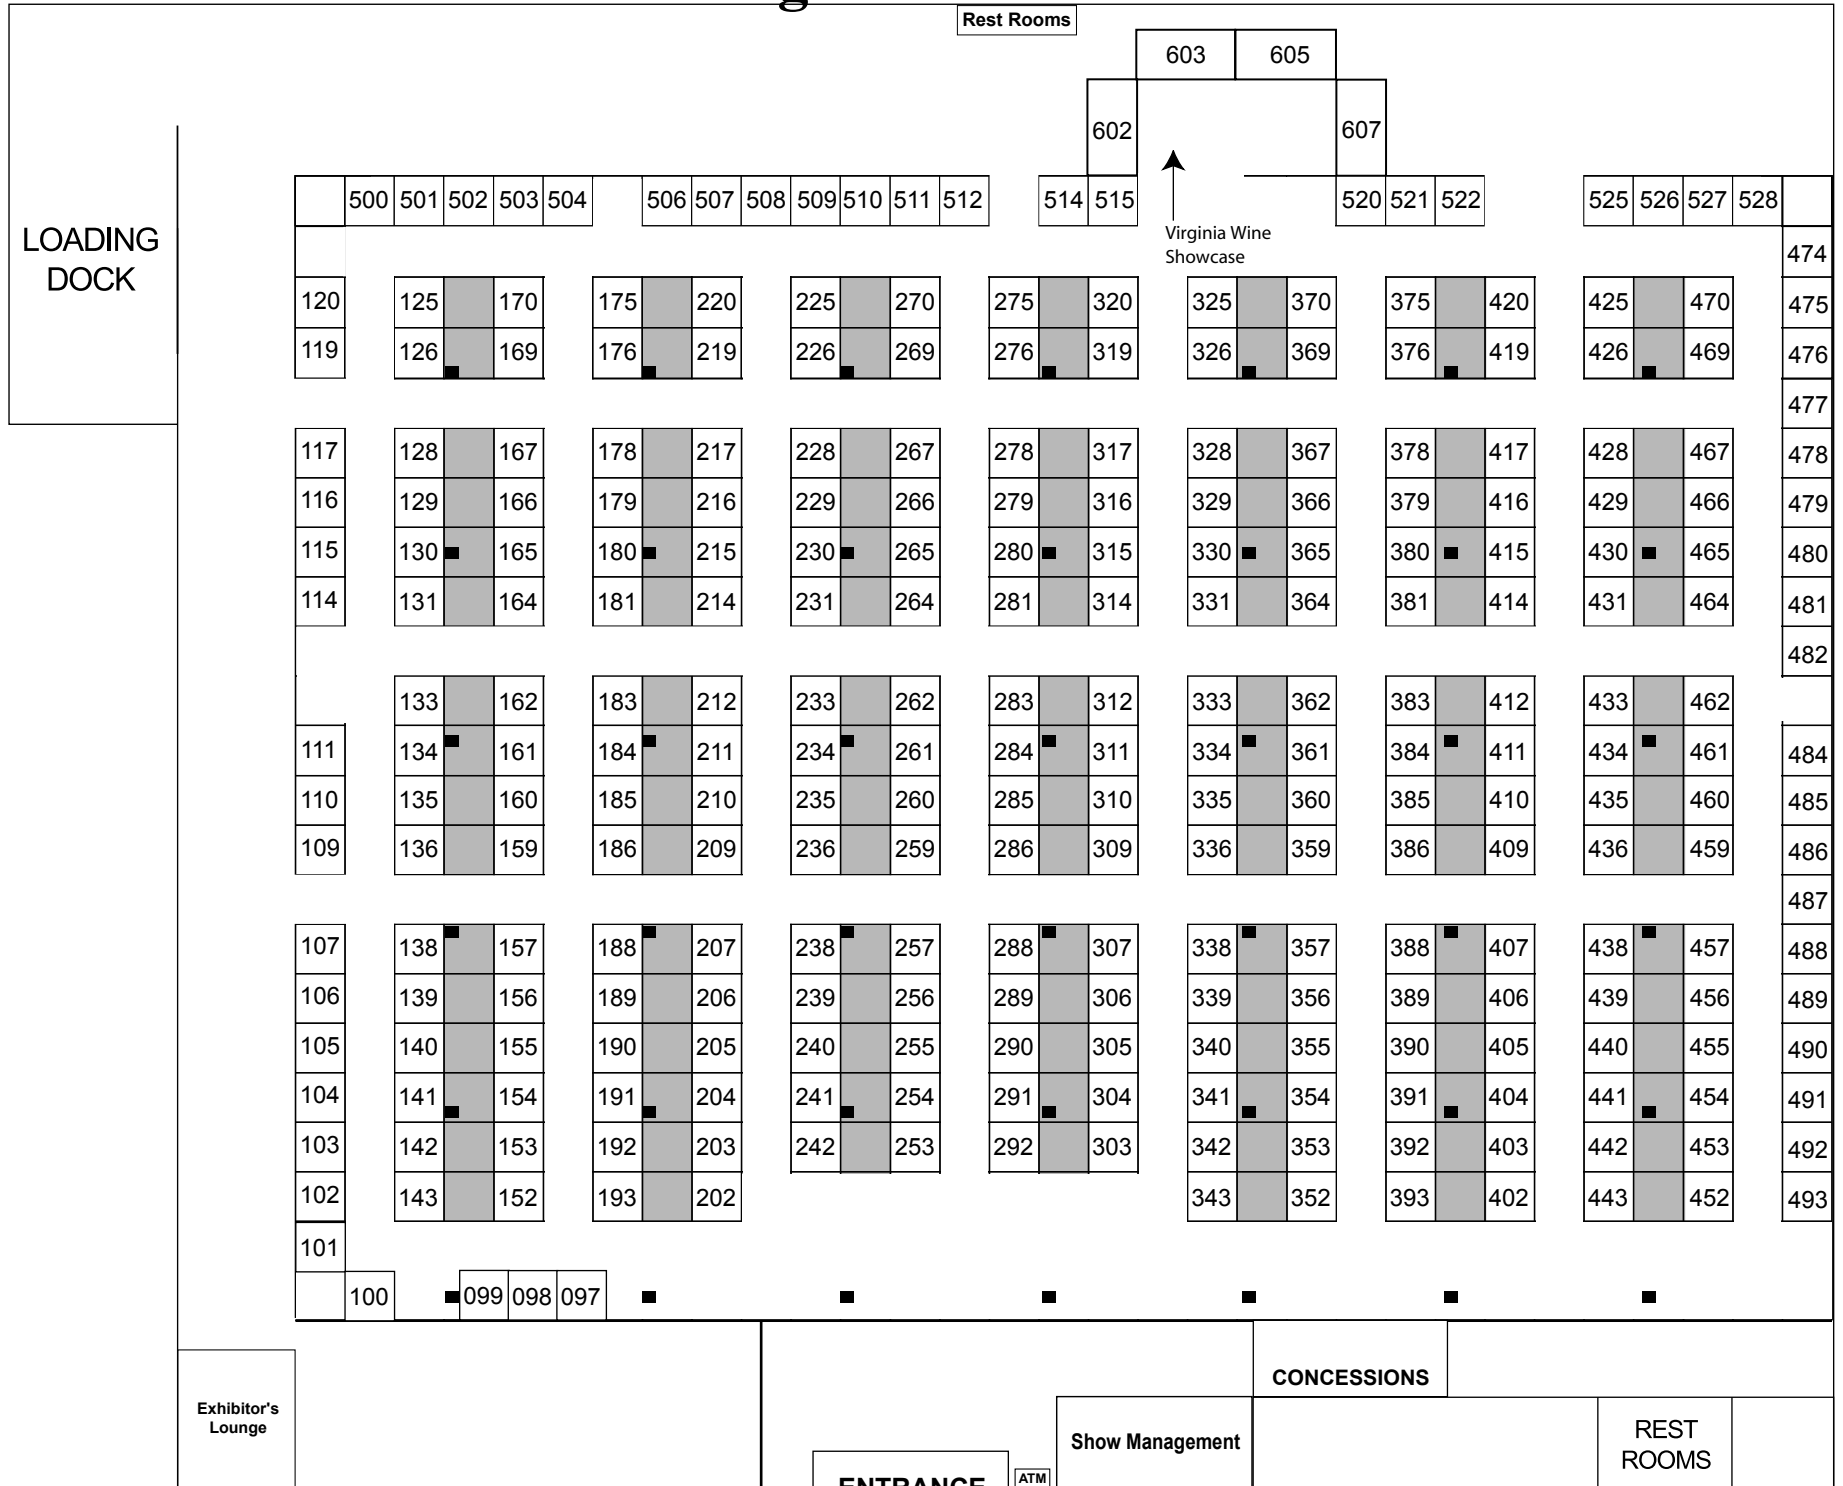 Rest Rooms
603 605
602 607
500 501 502 503 504 506 507 508 509 510 511 512 514 515 520 521 522 525 526 527 528
Virginia Wine
Showcase
LOADING
DOCK
474
120 125 170 175 220 225 270 275 320 325 370 375 420 425 470 475
119 126 169 176 219 226 269 276 319 326 369 376 419 426 469 476
477
117 128 167 178 217 228 267 278 317 328 367 378 417 428 467 478
116 129 166 179 216 229 266 279 316 329 366 379 416 429 466 479
115 130 165 180 215 230 265 280 315 330 365 380 415 430 465 480
114 131 164 181 214 231 264 281 314 331 364 381 414 431 464 481
482
133 162 183 212 233 262 283 312 333 362 383 412 433 462
111 134 161 184 211 234 261 284 311 334 361 384 411 434 461 484
110 135 160 185 210 235 260 285 310 335 360 385 410 435 460 485
109 136 159 186 209 236 259 286 309 336 359 386 409 436 459 486
487
107 138 157 188 207 238 257 288 307 338 357 388 407 438 457 488
106 139 156 189 206 239 256 289 306 339 356 389 406 439 456 489
105 140 155 190 205 240 255 290 305 340 355 390 405 440 455 490
104 141 154 191 204 241 254 291 304 341 354 391 404 441 454 491
103 142 153 192 203 242 253 292 303 342 353 392 403 442 453 492
102 143 152 193 202 343 352 393 402 443 452 493
101
100 099 098 097
CONCESSIONS
Exhibitor's
Lounge
Show Management
REST
ROOMS
ENTRANCE
ATM